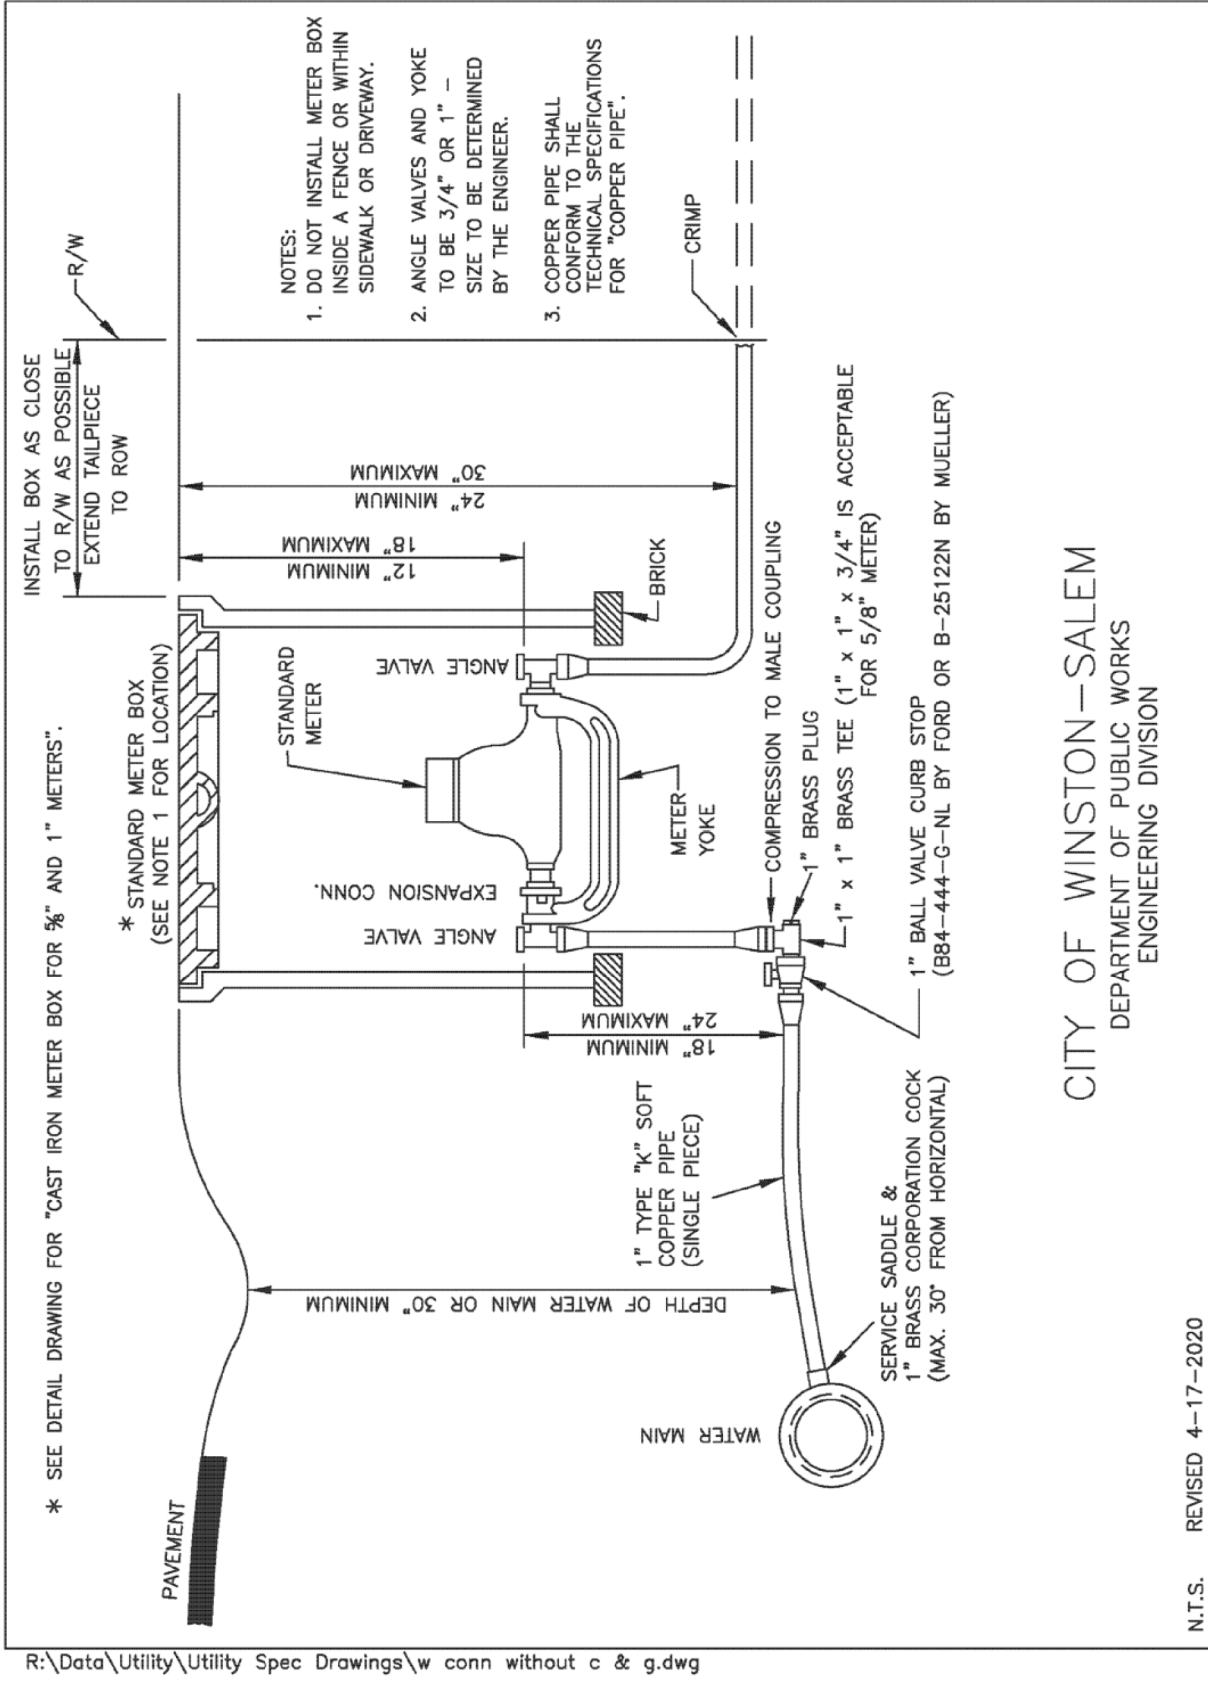 * SEE DETAIL DRAWING FOR "CAST IRON METER BOX FOR ⅝" AND 1" METERS".
INSTALL BOX AS CLOSE
TO R/W AS POSSIBLE
EXTEND TAILPIECE
TO ROW
R/W
PAVEMENT
* STANDARD METER BOX
(SEE NOTE 1 FOR LOCATION)
STANDARD
METER
NOTES:
1. DO NOT INSTALL METER BOX
INSIDE A FENCE OR WITHIN
SIDEWALK OR DRIVEWAY.
2. ANGLE VALVES AND YOKE
TO BE 3/4" OR 1" –
SIZE TO BE DETERMINED
BY THE ENGINEER.
3. COPPER PIPE SHALL
CONFORM TO THE
TECHNICAL SPECIFICATIONS
FOR "COPPER PIPE".
12" MINIMUM
18" MAXIMUM
24" MINIMUM
30" MAXIMUM
ANGLE VALVE
EXPANSION CONN.
ANGLE VALVE
DEPTH OF WATER MAIN OR 30" MINIMUM
18" MINIMUM
24" MAXIMUM
BRICK
METER
YOKE
CRIMP
1" TYPE "K" SOFT
COPPER PIPE
(SINGLE PIECE)
WATER MAIN
COMPRESSION TO MALE COUPLING
1" BRASS PLUG
1" x 1" BRASS TEE (1" x 1" x 3/4" IS ACCEPTABLE
FOR 5/8" METER)
1" BALL VALVE CURB STOP
(B84-444-G-NL BY FORD OR B-25122N BY MUELLER)
SERVICE SADDLE &
1" BRASS CORPORATION COCK
(MAX. 30° FROM HORIZONTAL)
CITY OF WINSTON-SALEM
DEPARTMENT OF PUBLIC WORKS
ENGINEERING DIVISION
N.T.S. REVISED 4-17-2020
R:\Data\Utility\Utility Spec Drawings\w conn without c & g.dwg